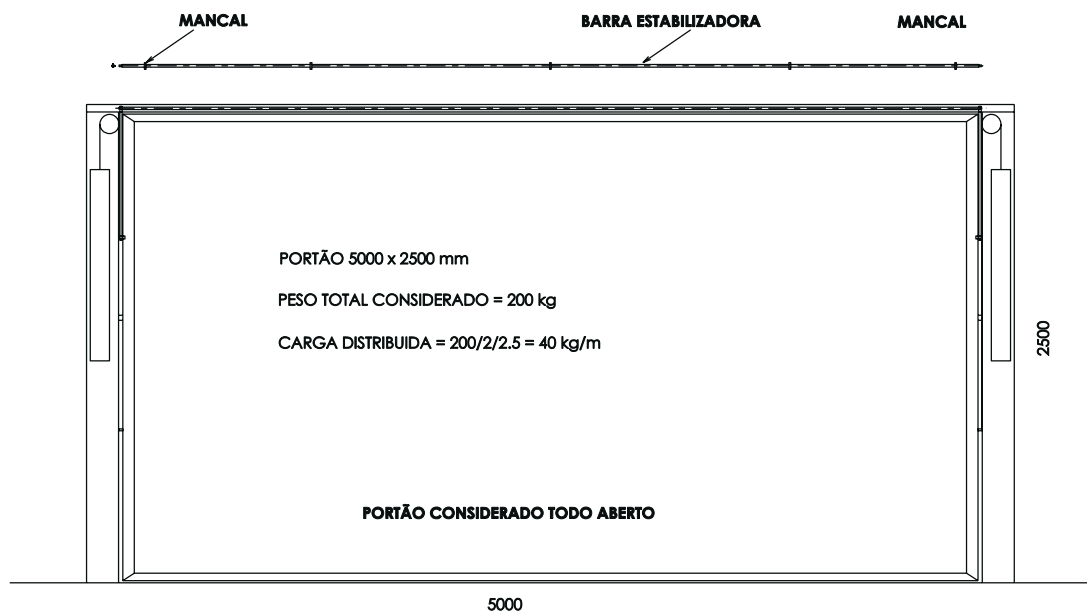 MANCAL
BARRA ESTABILIZADORA
MANCAL
PORTÃO 5000 x 2500 mm
PESO TOTAL CONSIDERADO = 200 kg
CARGA DISTRIBUIDA = 200/2/2.5 = 40 kg/m
2500
PORTÃO CONSIDERADO TODO ABERTO
5000